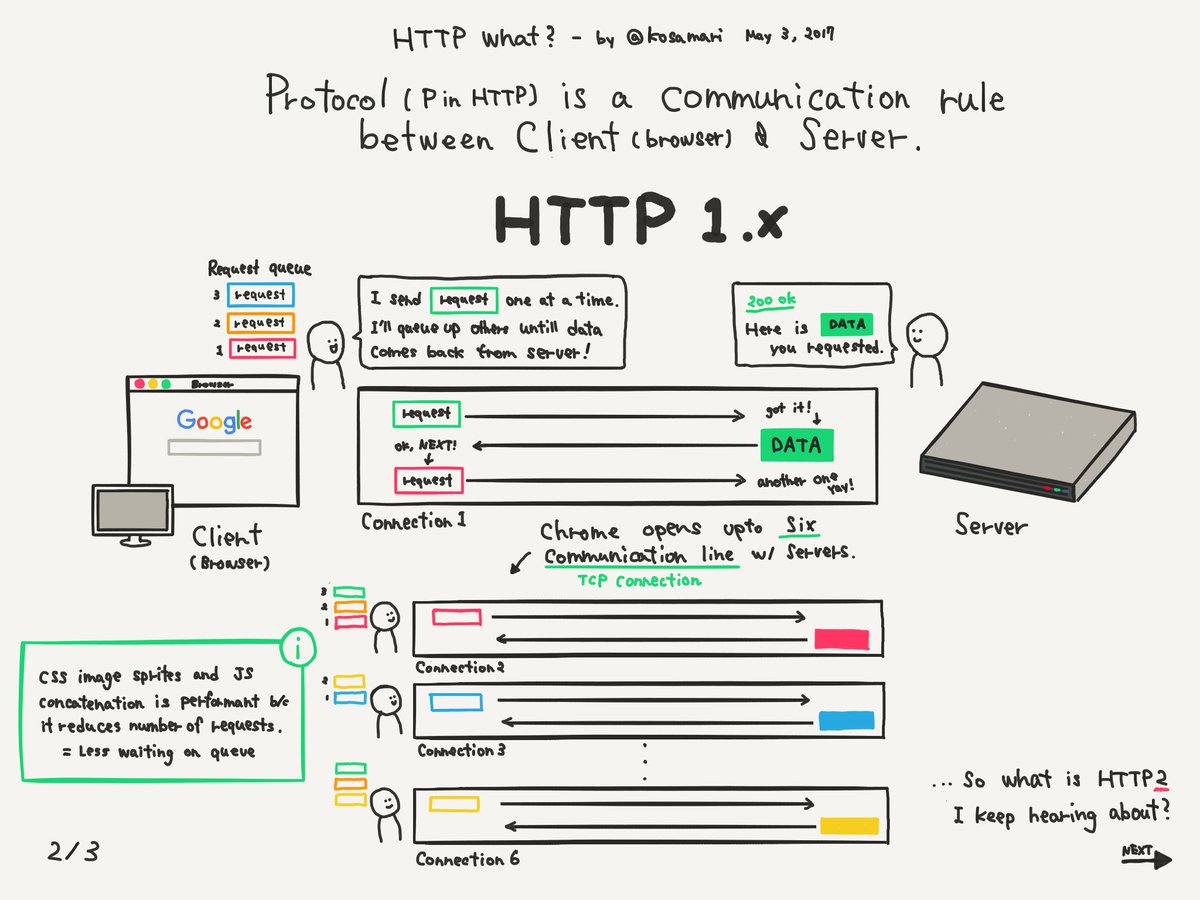 HTTP what? - by @kosamari May 3, 2017
Protocol (P in HTTP) is a communication rule
between Client (browser) & Server.
HTTP 1.x
Request queue
3 request
2 request
1 request
I send request one at a time.
I'll queue up others untill data
comes back from server!
200 ok
Here is DATA
you requested.
Browser
Google
request
got it!
ok, NEXT!
DATA
request
another one
yay!
Connection 1
Client
(Browser)
Server
Chrome opens upto Six
Communication line w/ Servers.
TCP Connection
3
2
1
Connection 2
2
1
Connection 3
Connection 6
i
CSS image sprites and JS
concatenation is performant b/c
it reduces number of requests.
= Less waiting on queue
...So what is HTTP2
I keep hearing about?
NEXT
2/3